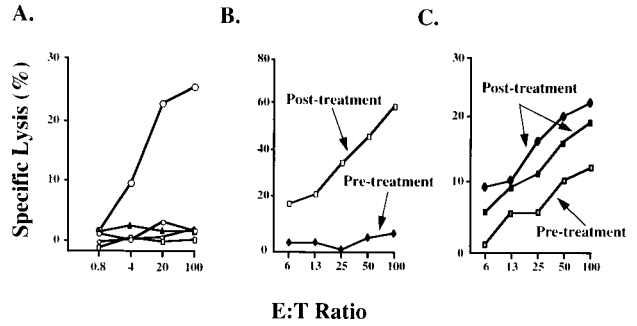 A.
B.
C.
Specific Lysis (%)
30
20
10
0
0.8 4 20 100
80
60
40
20
0
6 13 25 50 100
Post-treatment
Pre-treatment
30
20
10
0
6 13 25 50 100
Post-treatment
Pre-treatment
E:T Ratio